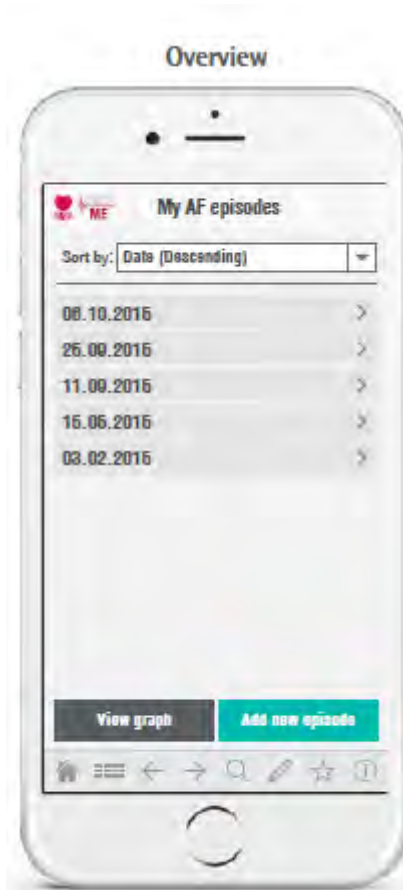 Overview
ME My AF episodes
Sort by: Date (Descending)
06.10.2015
25.09.2015
11.09.2015
15.05.2015
03.02.2015
View graph Add new episode